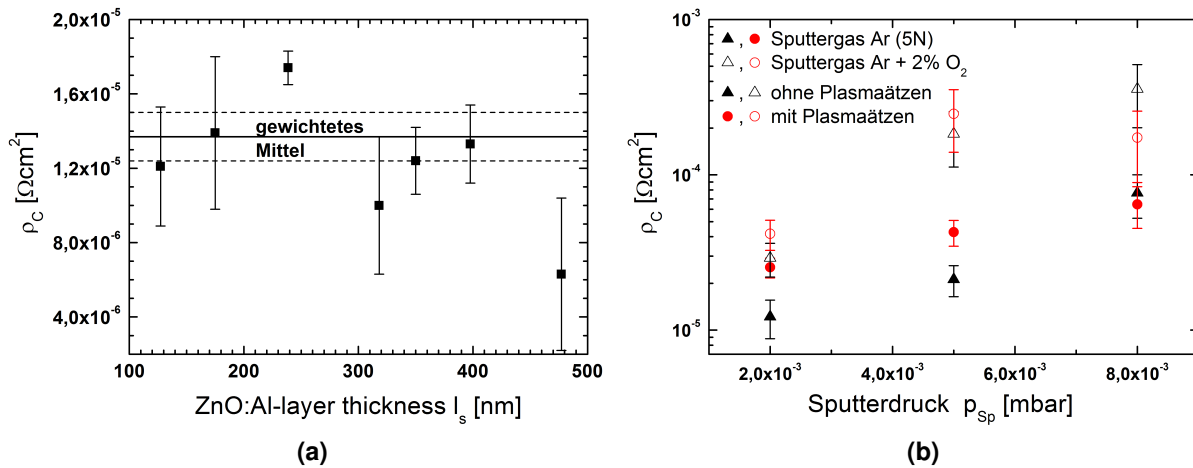 2,0x10⁻⁵
1,6x10⁻⁵
1,2x10⁻⁵
8,0x10⁻⁶
4,0x10⁻⁶
ρC [Ωcm²]
gewichtetes
Mittel
100 200 300 400 500
ZnO:Al-layer thickness ls [nm]
(a)
10⁻³
10⁻⁴
10⁻⁵
ρC [Ωcm²]
▲ , ● Sputtergas Ar (5N)
△ , ○ Sputtergas Ar + 2% O₂
▲ , △ ohne Plasmaätzen
● , ○ mit Plasmaätzen
2,0x10⁻³ 4,0x10⁻³ 6,0x10⁻³ 8,0x10⁻³
Sputterdruck pSp [mbar]
(b)